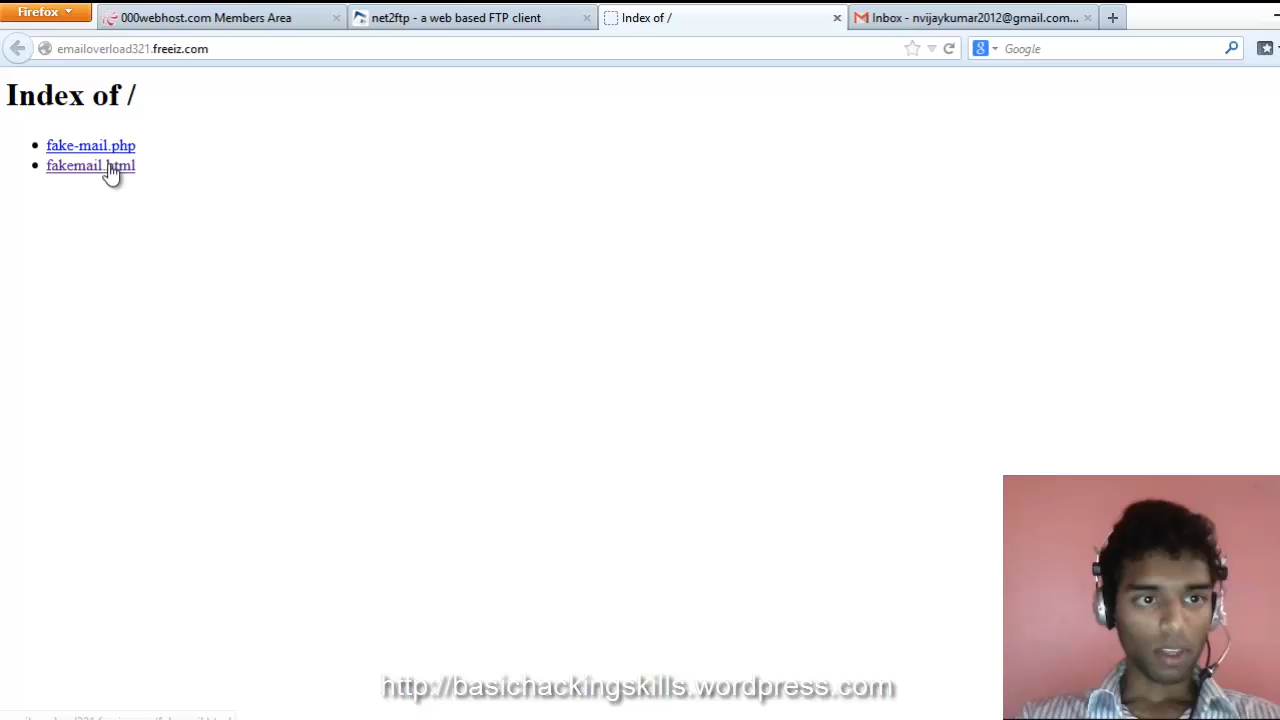 Firefox
000webhost.com Members Area
net2ftp - a web based FTP client
Index of /
Inbox - nvijaykumar2012@gmail.com...
emailoverload321.freeiz.com
Google
Index of /
fake-mail.php
fakemail.html
http://basichackingskills.wordpress.com